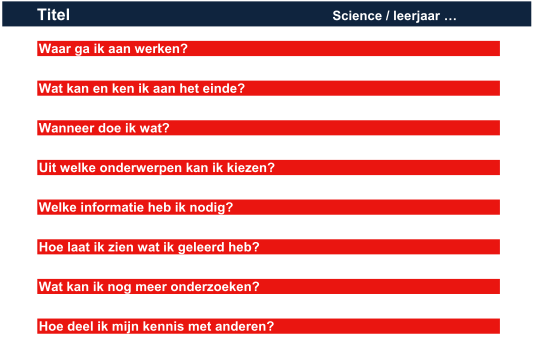 Titel Science / leerjaar …
Waar ga ik aan werken?
Wat kan en ken ik aan het einde?
Wanneer doe ik wat?
Uit welke onderwerpen kan ik kiezen?
Welke informatie heb ik nodig?
Hoe laat ik zien wat ik geleerd heb?
Wat kan ik nog meer onderzoeken?
Hoe deel ik mijn kennis met anderen?